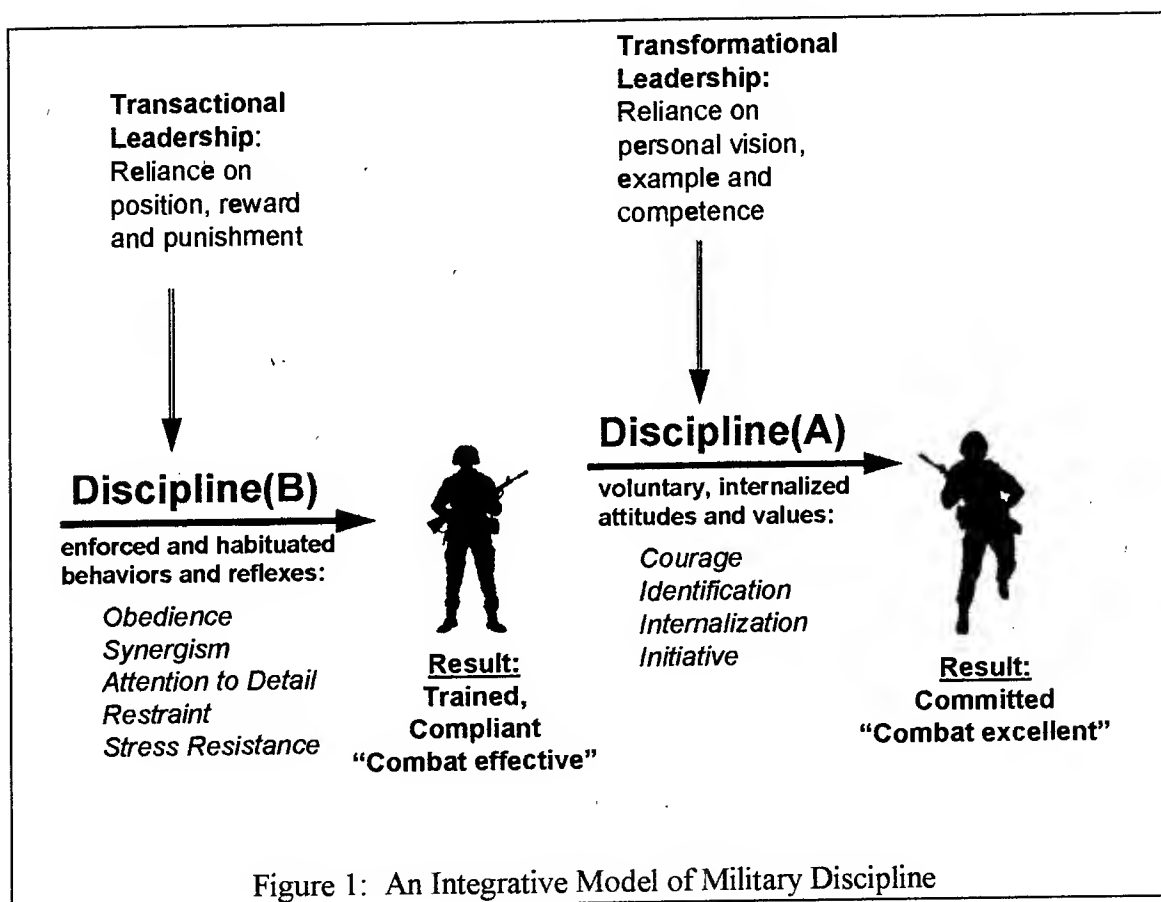 Transactional
Leadership:
Reliance on
position, reward
and punishment
Transformational
Leadership:
Reliance on
personal vision,
example and
competence
Discipline(B)
enforced and habituated
behaviors and reflexes:
Obedience
Synergism
Attention to Detail
Restraint
Stress Resistance
Result:
Trained,
Compliant
“Combat effective”
Discipline(A)
voluntary, internalized
attitudes and values:
Courage
Identification
Internalization
Initiative
Result:
Committed
“Combat excellent”
Figure 1: An Integrative Model of Military Discipline